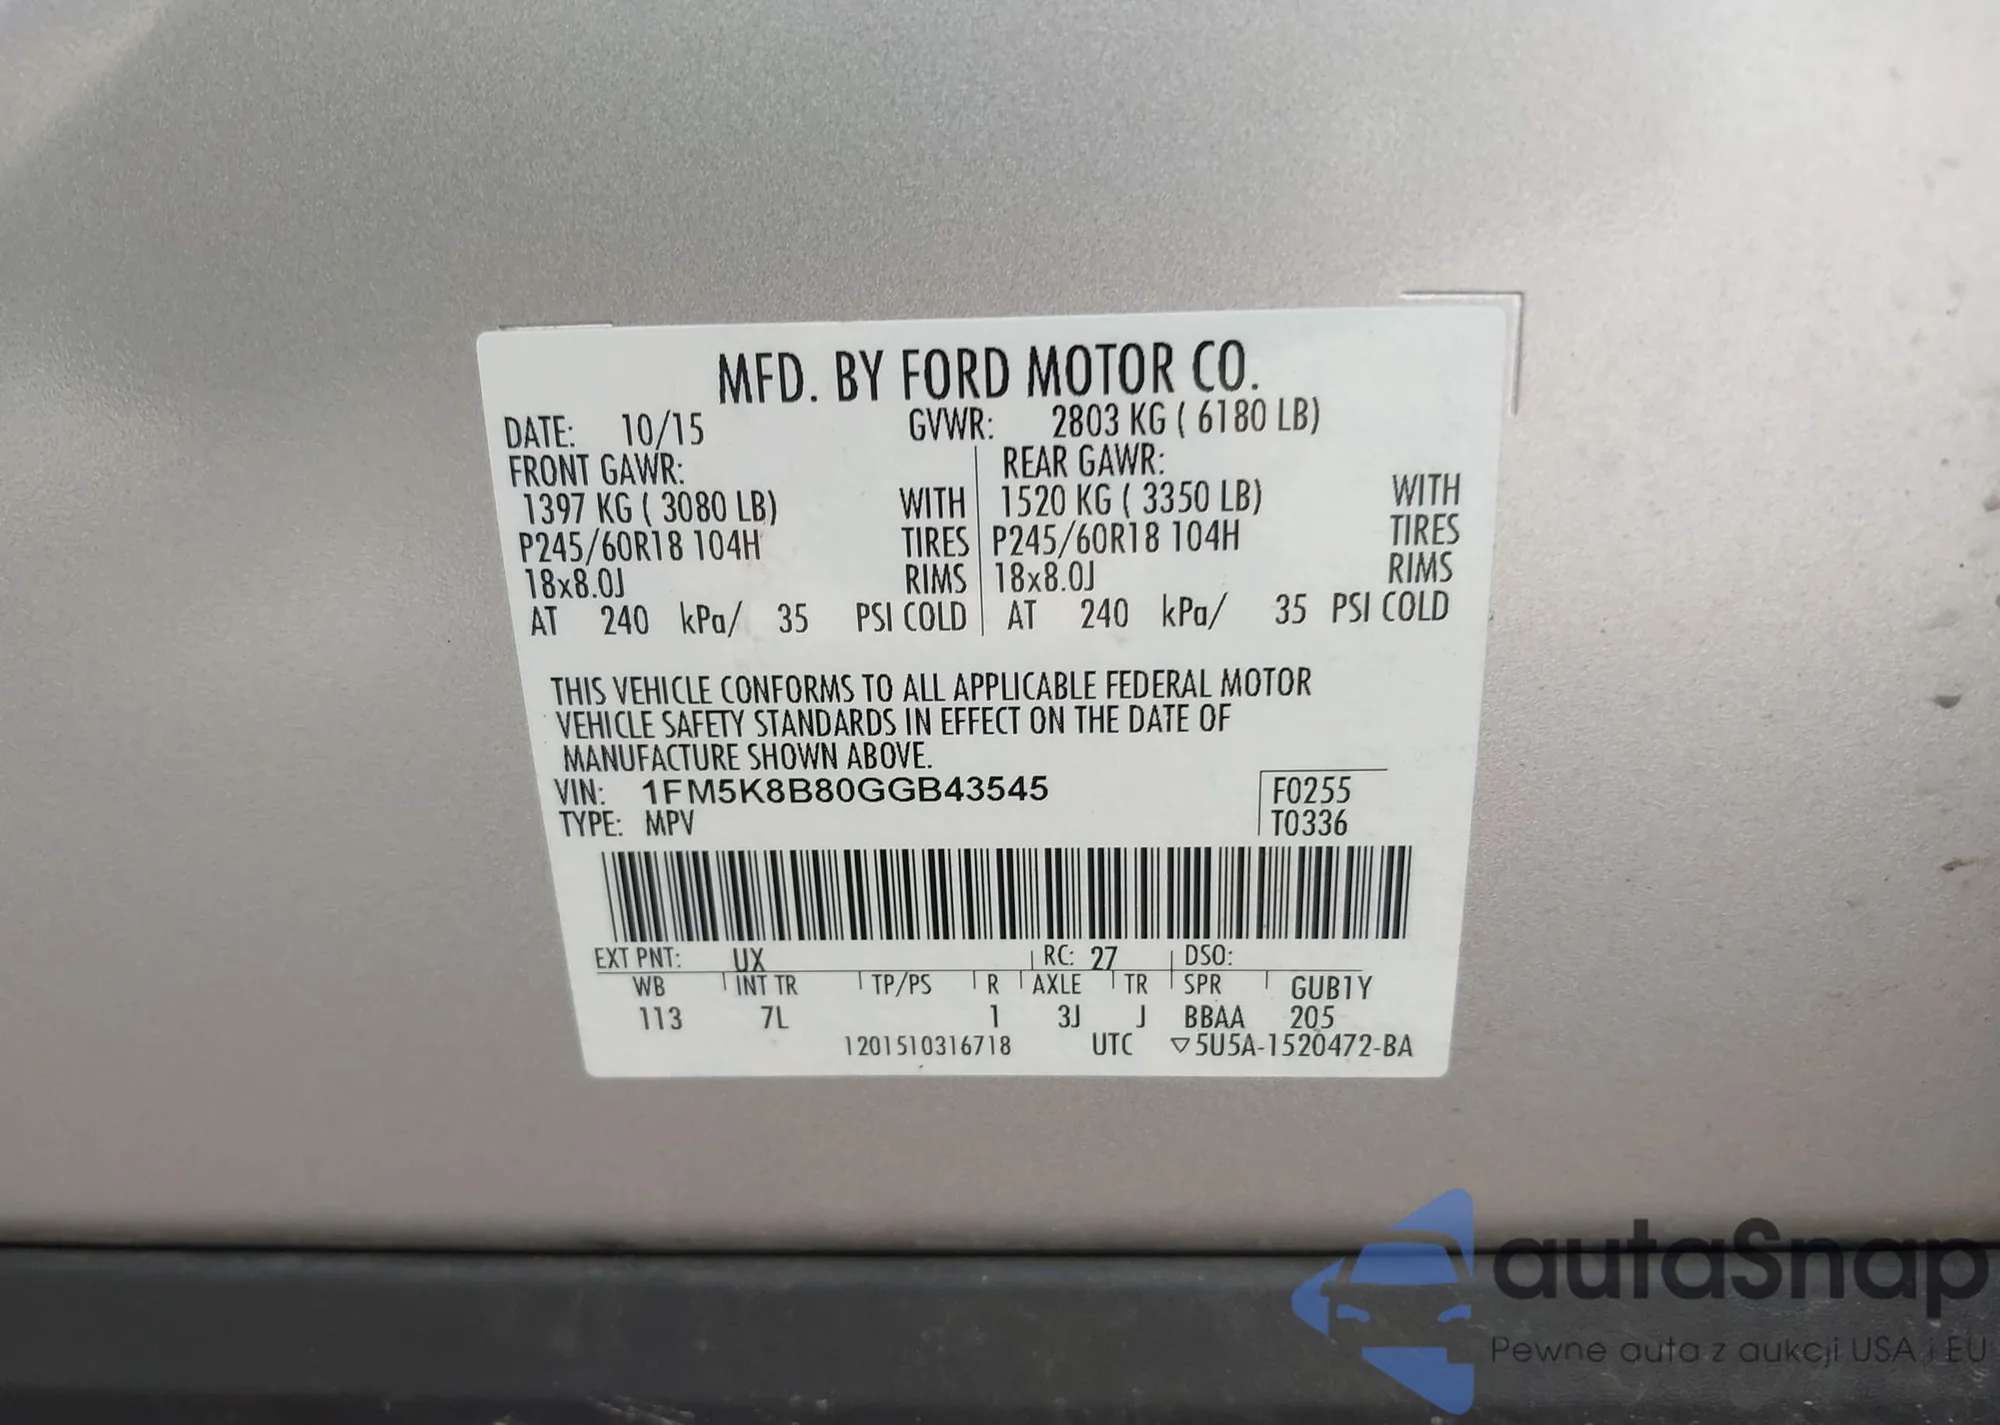 MFD. BY FORD MOTOR CO.
DATE: 10/15 GVWR: 2803 KG ( 6180 LB)
FRONT GAWR: REAR GAWR:
1397 KG ( 3080 LB) WITH 1520 KG ( 3350 LB) WITH
P245/60R18 104H TIRES P245/60R18 104H TIRES
18x8.0J RIMS 18x8.0J RIMS
AT 240 kPa/ 35 PSI COLD AT 240 kPa/ 35 PSI COLD
THIS VEHICLE CONFORMS TO ALL APPLICABLE FEDERAL MOTOR
VEHICLE SAFETY STANDARDS IN EFFECT ON THE DATE OF
MANUFACTURE SHOWN ABOVE.
VIN: 1FM5K8B80GGB43545 F0255
TYPE: MPV T0336
EXT PNT: UX RC: 27 DSO:
WB INT TR TP/PS R AXLE TR SPR GUB1Y
113 7L 1 3J J BBAA 205
1201510316718 UTC ▽5U5A-1520472-BA
autaSnap
Pewne auta z aukcji USA i EU